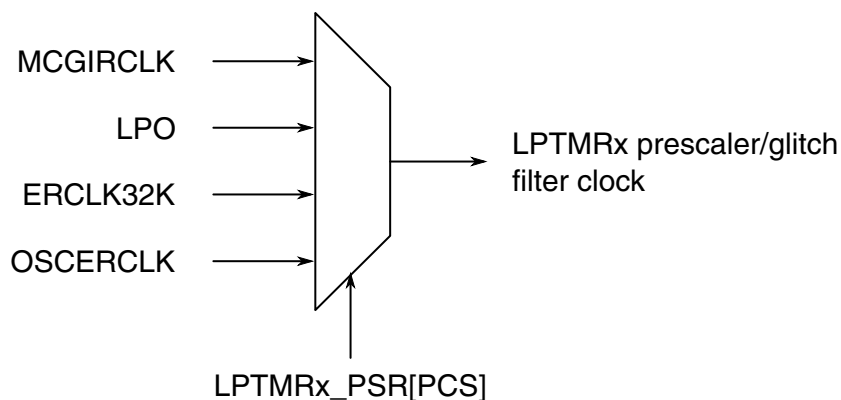 MCGIRCLK
LPO
ERCLK32K
OSCERCLK
LPTMRx prescaler/glitch
filter clock
LPTMRx_PSR[PCS]